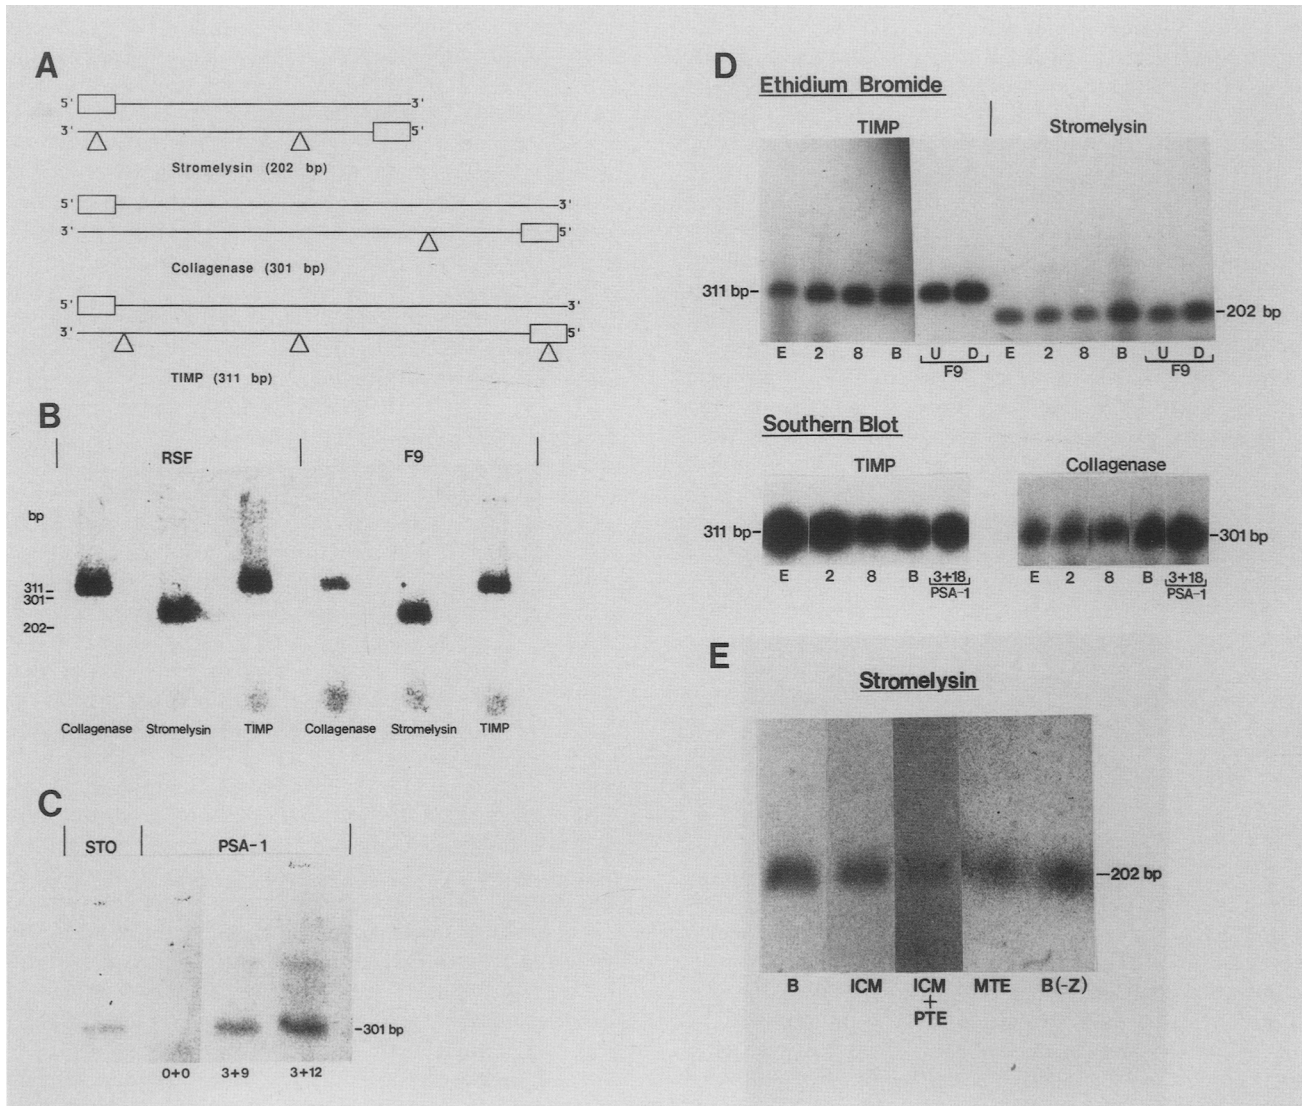 A
5' 3'
3' 5'
Stromelysin (202 bp)
5' 3'
3' 5'
Collagenase (301 bp)
5' 3'
3' 5'
TIMP (311 bp)
B
RSF F9
bp
311
301
202
Collagenase Stromelysin TIMP Collagenase Stromelysin TIMP
C
STO PSA-1
301 bp
0+0 3+9 3+12
D
Ethidium Bromide
TIMP Stromelysin
311 bp 202 bp
E 2 8 B U D E 2 8 B U D
F9 F9
Southern Blot
TIMP Collagenase
311 bp 301 bp
E 2 8 B 3+18 E 2 8 B 3+18
PSA-1 PSA-1
E
Stromelysin
202 bp
B ICM ICM MTE B(-Z)
+
PTE